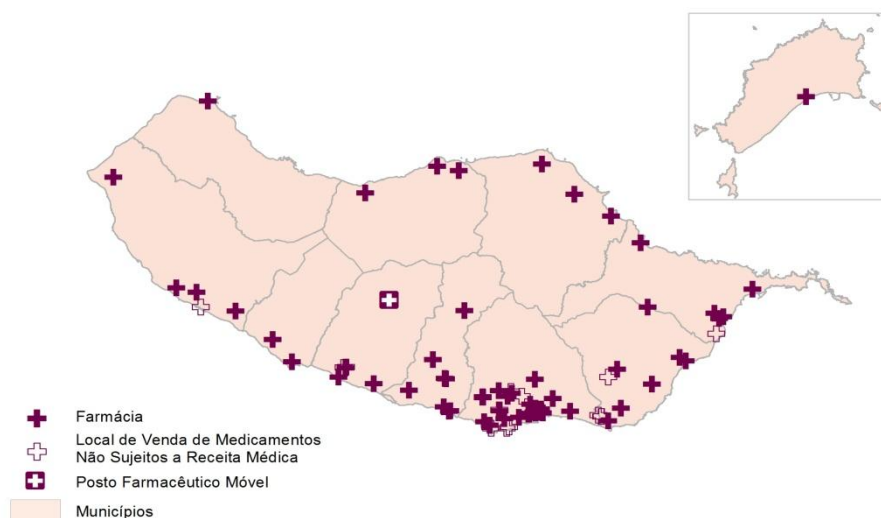 Farmácia
Local de Venda de Medicamentos
Não Sujeitos a Receita Médica
Posto Farmacêutico Móvel
Municípios